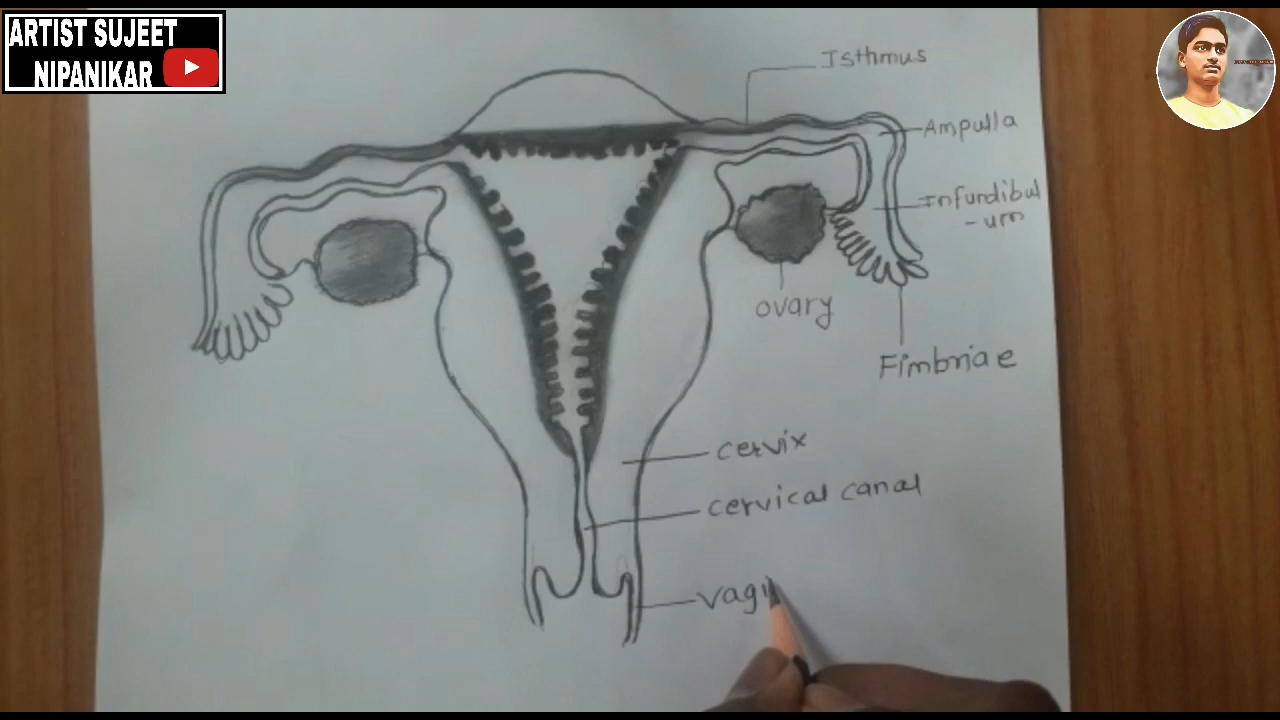 ARTIST SUJEET
NIPANIKAR
Isthmus
Ampulla
Infundibul
-um
ovary
Fimbriae
cervix
cervical canal
vagi